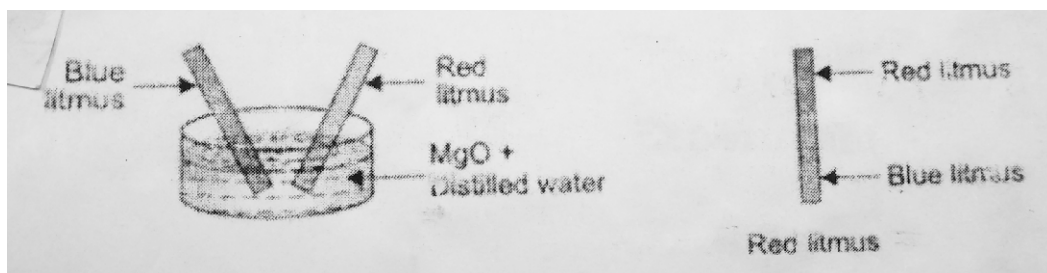 Blue
litmus
Red
litmus
MgO +
Distilled water
Red litmus
Blue litmus
Red litmus